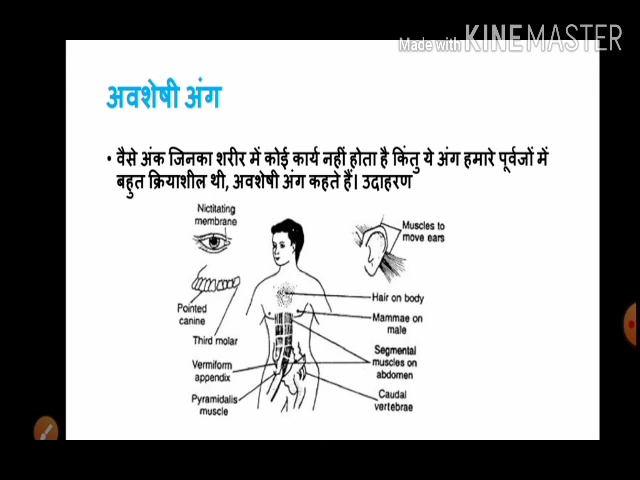 Made with KINEMASTER
अवशेषी अंग
• वैसे अंक जिनका शरीर में कोई कार्य नहीं होता है किंतु ये अंग हमारे पूर्वजों में
बहुत क्रियाशील थी, अवशेषी अंग कहते हैं। उदाहरण
Nictitating
membrane
Muscles to
move ears
Pointed
canine
Hair on body
Mammae on
male
Third molar
Segmental
muscles on
abdomen
Vermiform
appendix
Pyramidalis
muscle
Caudal
vertebrae